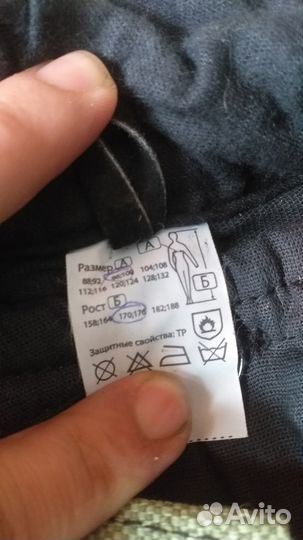 Размер А
88;92 96;100 104;108
112;116 120;124 128;132
Рост Б
158;164 170;176 182;188
Защитные свойства: ТР
А
Б
Avito